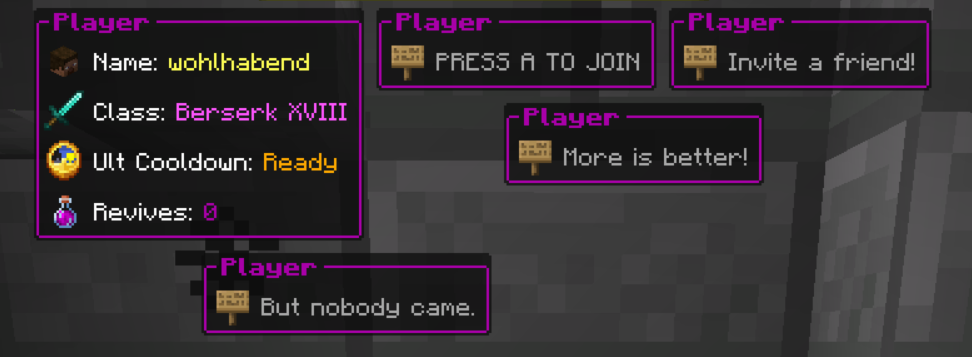 Player
Name: wohlhabend
Class: Berserk XVIII
Ult Cooldown: Ready
Revives: 0
Player
PRESS A TO JOIN
Player
Invite a friend!
Player
More is better!
Player
But nobody came.